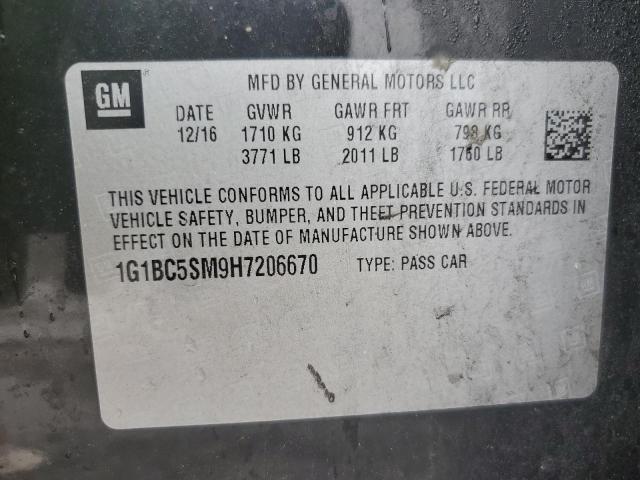 GM
MFD BY GENERAL MOTORS LLC
DATE GVWR GAWR FRT GAWR RR
12/16 1710 KG 912 KG 798 KG
3771 LB 2011 LB 1760 LB
THIS VEHICLE CONFORMS TO ALL APPLICABLE U.S. FEDERAL MOTOR
VEHICLE SAFETY, BUMPER, AND THEFT PREVENTION STANDARDS IN
EFFECT ON THE DATE OF MANUFACTURE SHOWN ABOVE.
1G1BC5SM9H7206670 TYPE: PASS CAR